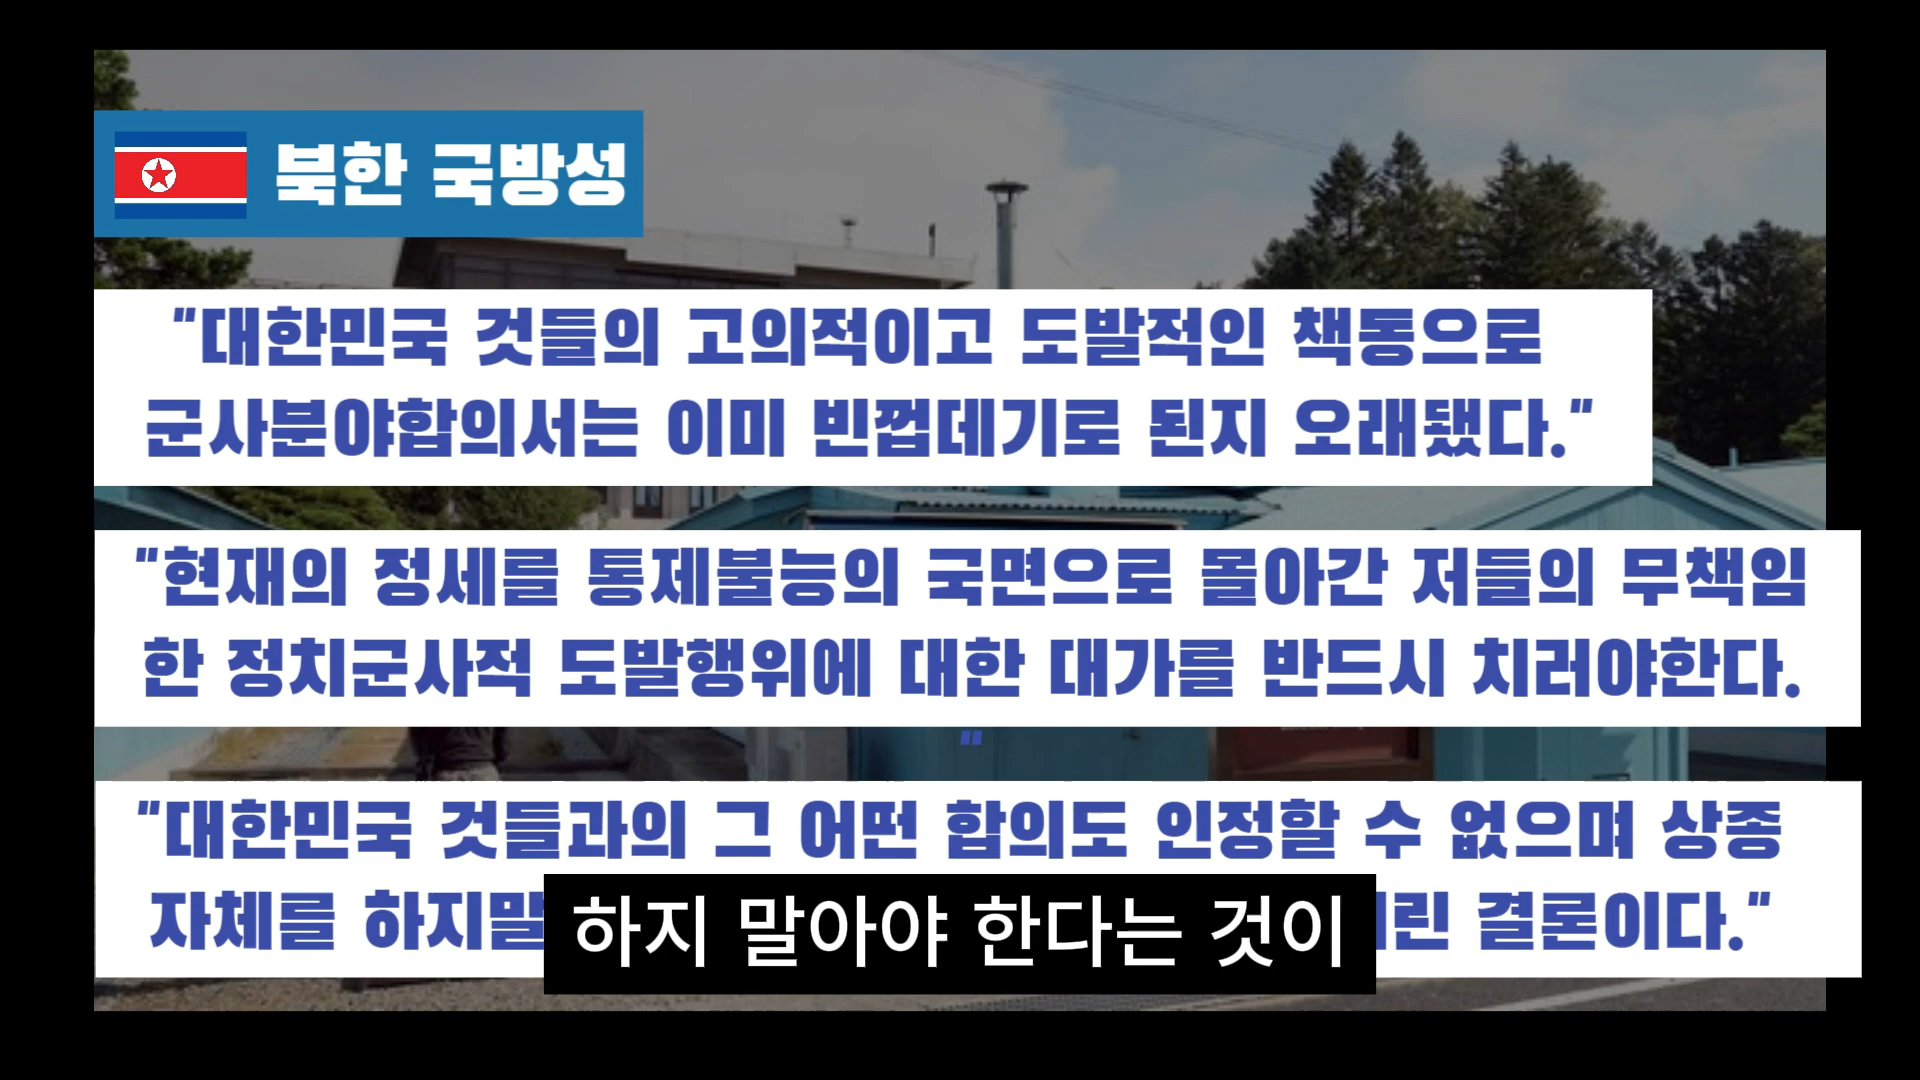 북한 국방성
"대한민국 것들의 고의적이고 도발적인 책동으로
군사분야합의서는 이미 빈껍데기로 된지 오래됐다."
"현재의 정세를 통제불능의 국면으로 몰아간 저들의 무책임
한 정치군사적 도발행위에 대한 대가를 반드시 치러야한다.
"
"대한민국 것들과의 그 어떤 합의도 인정할 수 없으며 상종
자체를 하지말 결론이다."
하지 말아야 한다는 것이